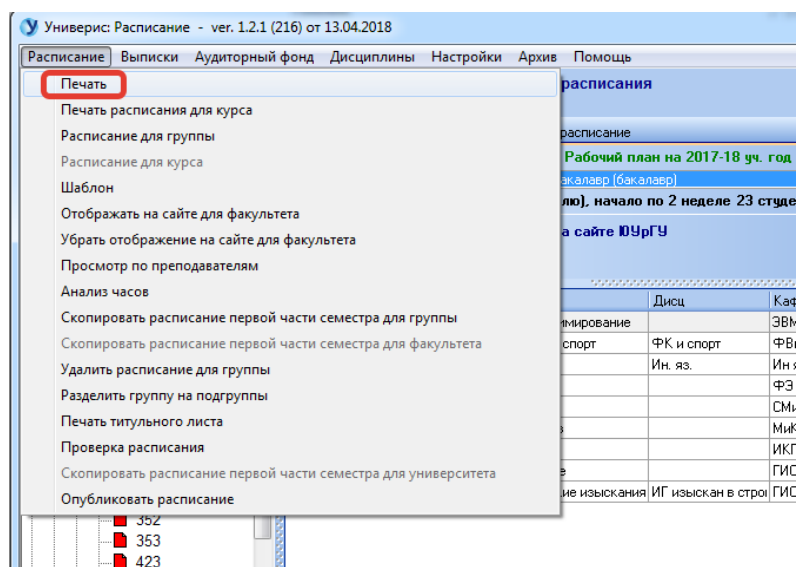 Универис: Расписание - ver. 1.2.1 (216) от 13.04.2018
Расписание Выписки Аудиторный фонд Дисциплины Настройки Архив Помощь
Печать
Печать расписания для курса
Расписание для группы
Расписание для курса
Шаблон
Отображать на сайте для факультета
Убрать отображение на сайте для факультета
Просмотр по преподавателям
Анализ часов
Скопировать расписание первой части семестра для группы
Скопировать расписание первой части семестра для факультета
Удалить расписание для группы
Разделить группу на подгруппы
Печать титульного листа
Проверка расписания
Скопировать расписание первой части семестра для университета
Опубликовать расписание
расписания
расписание
Рабочий план на 2017-18 уч. год
акалавр (бакалавр)
лю), начало по 2 неделе 23 студе
а сайте ЮУрГУ
Дисц Каф
ммирование ЭВМ
спорт ФК и спорт ФВи
Ин. яз. Ин я
ФЭ
СМи
МиК
ИКГ
е ГИС
ие изыскания ИГ изыскан в строи ГИС
352
353
423